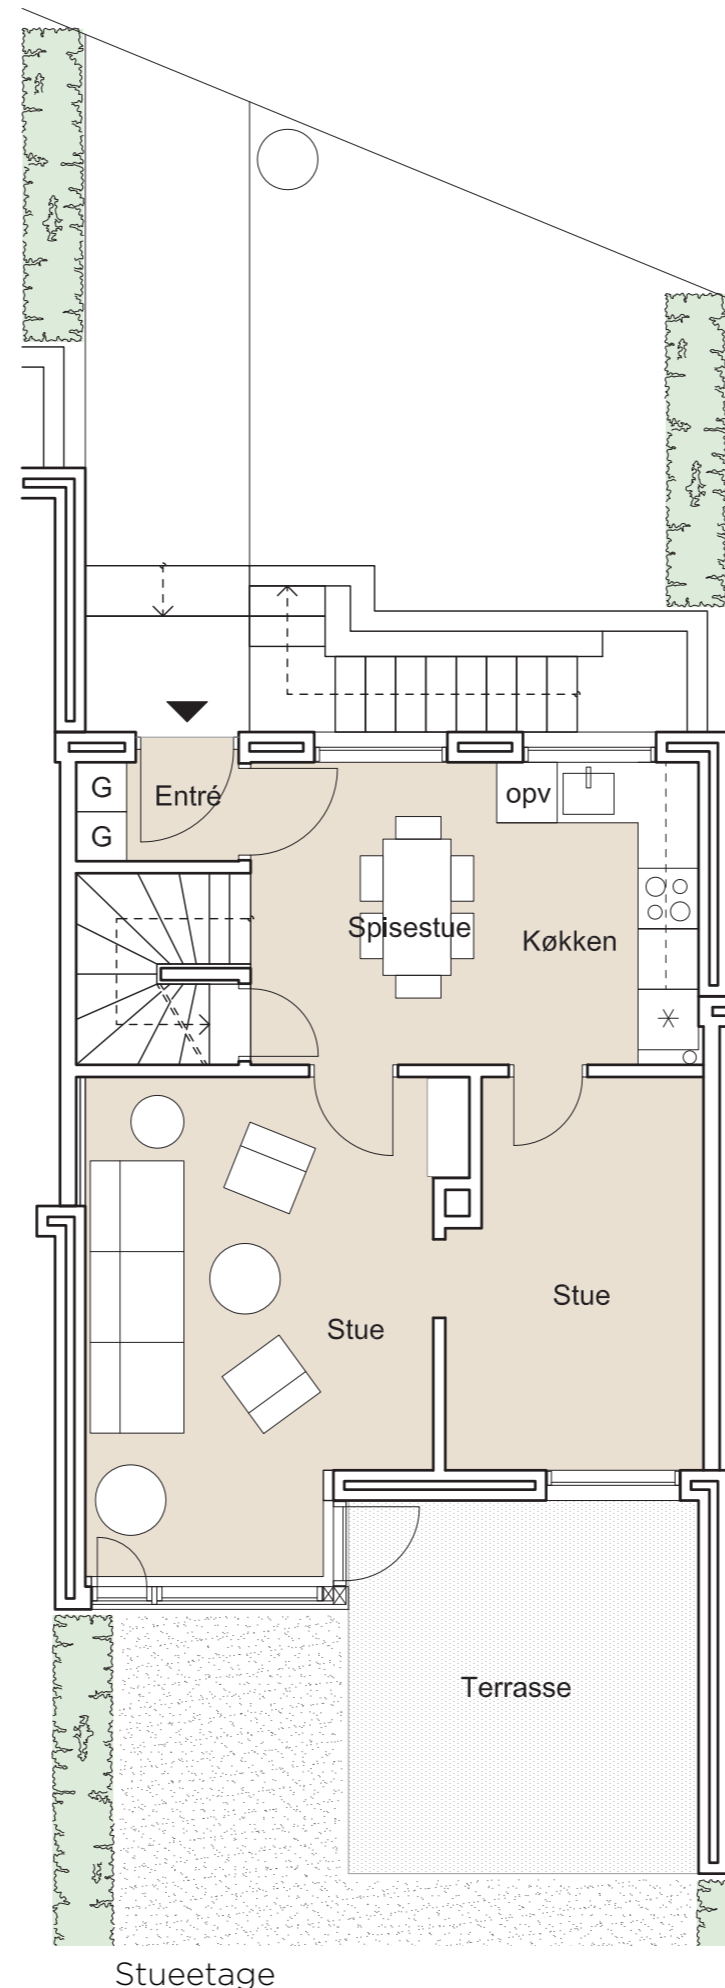 G
Entré
opv
G
Spisestue
Køkken
Stue
Stue
Terrasse
Stueetage